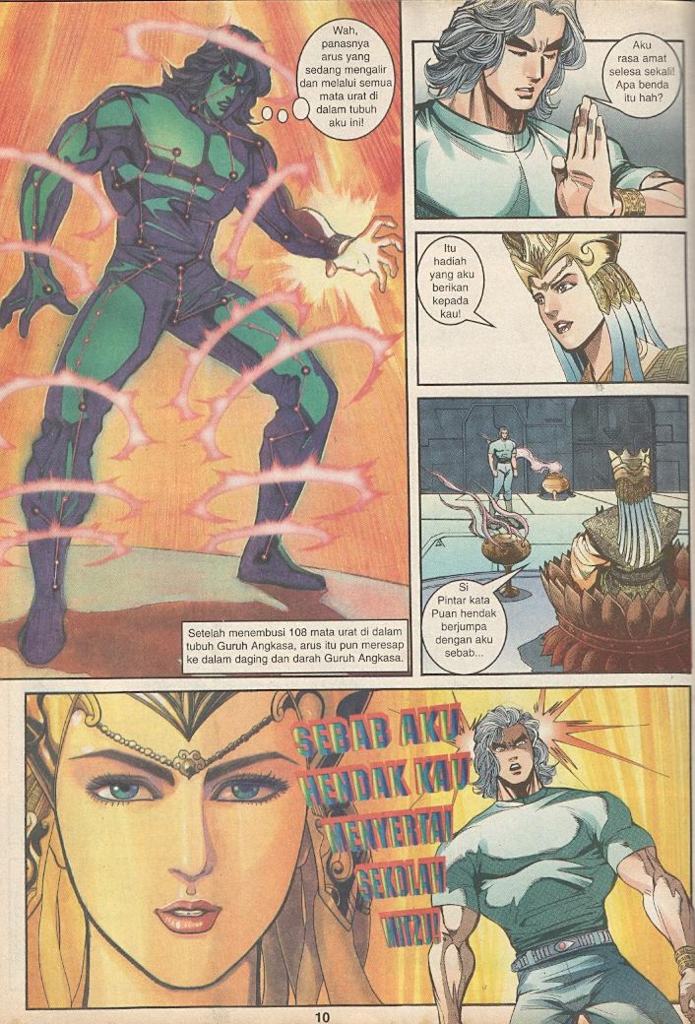 Wah,
panasnya
arus yang
sedang mengalir
dan melalui semua
mata urat di
dalam tubuh
aku ini!
Setelah menembusi 108 mata urat di dalam
tubuh Guruh Angkasa, arus itu pun meresap
ke dalam daging dan darah Guruh Angkasa.
Aku
rasa amat
selesa sekali!
Apa benda
itu hah?
Itu
hadiah
yang aku
berikan
kepada
kau!
Si
Pintar kata
Puan hendak
berjumpa
dengan aku
sebab...
SEBAB AKU
HENDAK KAU
MENYERTAI
SEKOLAH
MITZU!
10